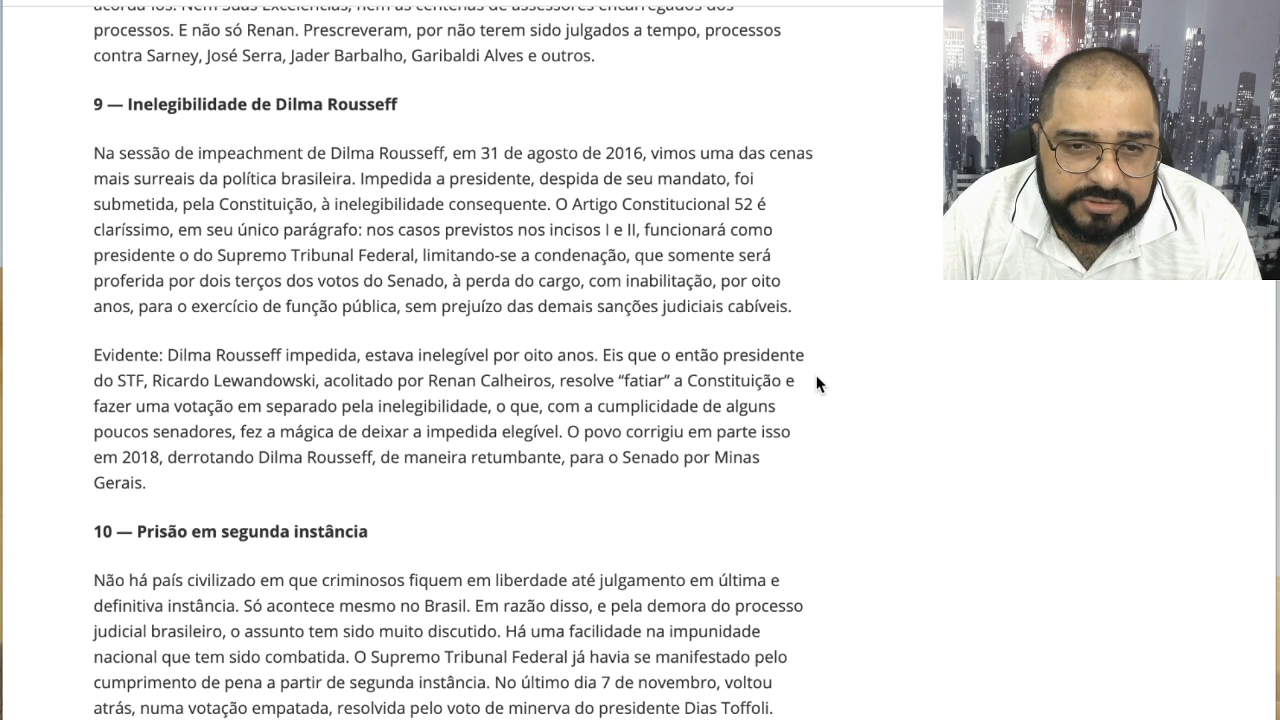 acordá-los. Nem Suas Excelências, nem as centenas de assessores encarregados dos
processos. E não só Renan. Prescreveram, por não terem sido julgados a tempo, processos
contra Sarney, José Serra, Jader Barbalho, Garibaldi Alves e outros.
9 — Inelegibilidade de Dilma Rousseff
Na sessão de impeachment de Dilma Rousseff, em 31 de agosto de 2016, vimos uma das cenas
mais surreais da política brasileira. Impedida a presidente, despida de seu mandato, foi
submetida, pela Constituição, à inelegibilidade consequente. O Artigo Constitucional 52 é
claríssimo, em seu único parágrafo: nos casos previstos nos incisos I e II, funcionará como
presidente o do Supremo Tribunal Federal, limitando-se a condenação, que somente será
proferida por dois terços dos votos do Senado, à perda do cargo, com inabilitação, por oito
anos, para o exercício de função pública, sem prejuízo das demais sanções judiciais cabíveis.
Evidente: Dilma Rousseff impedida, estava inelegível por oito anos. Eis que o então presidente
do STF, Ricardo Lewandowski, acolitado por Renan Calheiros, resolve “fatiar” a Constituição e
fazer uma votação em separado pela inelegibilidade, o que, com a cumplicidade de alguns
poucos senadores, fez a mágica de deixar a impedida elegível. O povo corrigiu em parte isso
em 2018, derrotando Dilma Rousseff, de maneira retumbante, para o Senado por Minas
Gerais.
10 — Prisão em segunda instância
Não há país civilizado em que criminosos fiquem em liberdade até julgamento em última e
definitiva instância. Só acontece mesmo no Brasil. Em razão disso, e pela demora do processo
judicial brasileiro, o assunto tem sido muito discutido. Há uma facilidade na impunidade
nacional que tem sido combatida. O Supremo Tribunal Federal já havia se manifestado pelo
cumprimento de pena a partir de segunda instância. No último dia 7 de novembro, voltou
atrás, numa votação empatada, resolvida pelo voto de minerva do presidente Dias Toffoli.